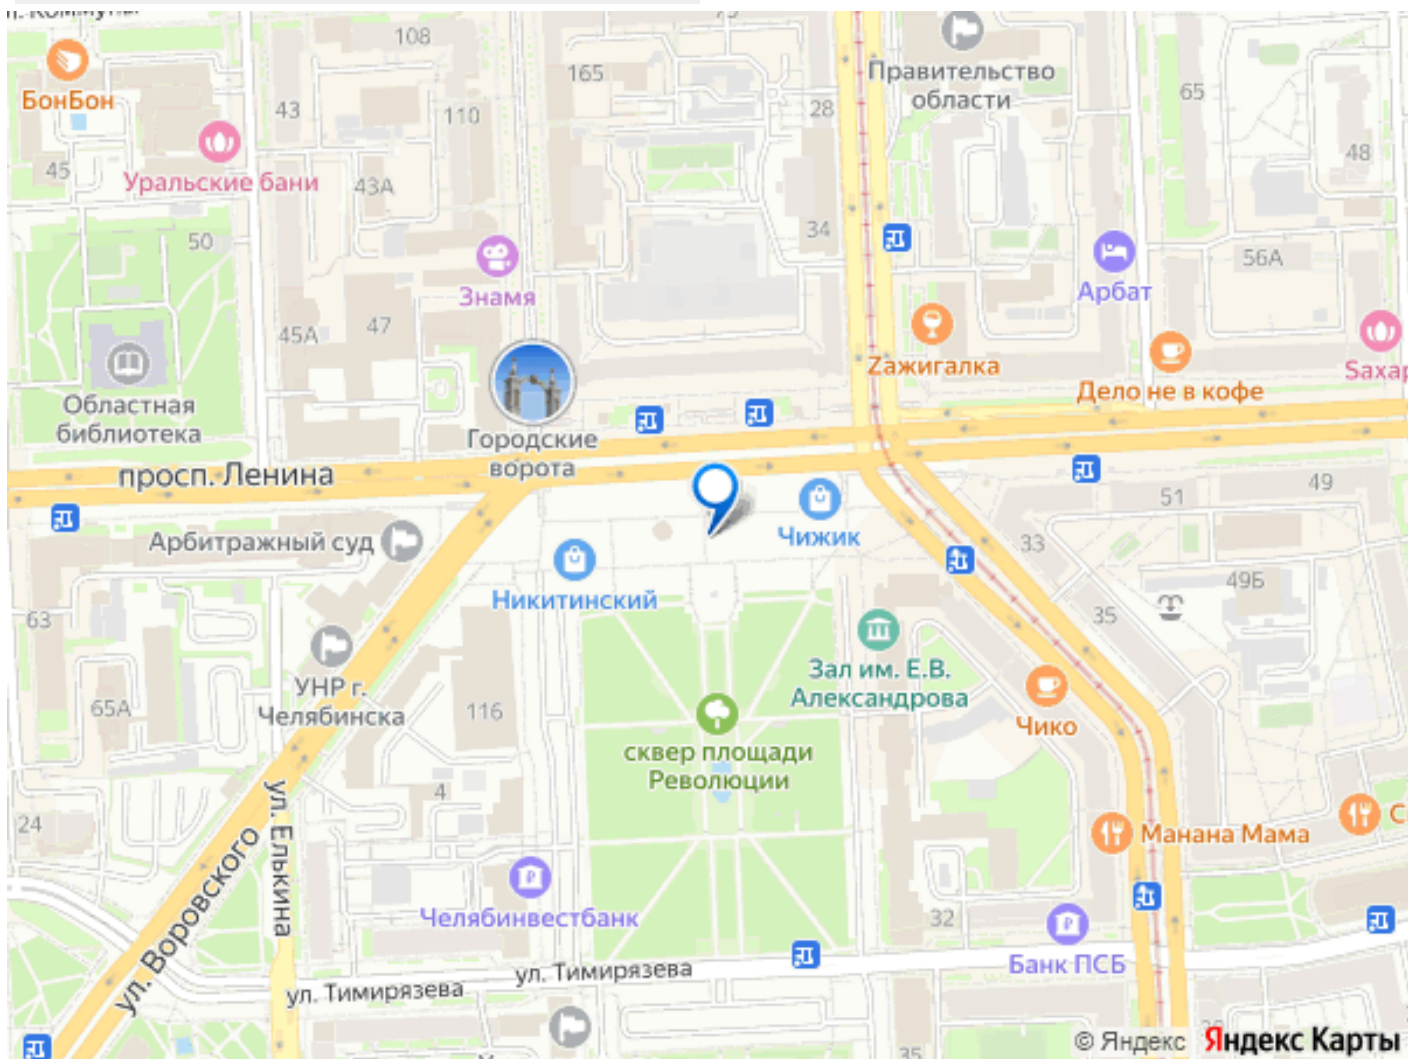 БонБон
108
165
28
Правительство
области
65
43
110
Уральские бани
45
43А
48
50
34
56А
Знамя
Арбат
45А
47
Zажигалка
Дело не в кофе
Областная
библиотека
Городские
ворота
просп. Ленина
51
49
Арбитражный суд
Чижик
33
49Б
Никитинский
35
63
Зал им. Е.В.
Александрова
УНР г.
Челябинска
65А
116
Чико
сквер площади
Революции
4
24
ул. Елькина
ул. Воровского
Манана Мама
Челябинвестбанк
32
Банк ПСБ
ул. Тимирязева
ул. Тимирязева
35
© Яндекс Яндекс Карты